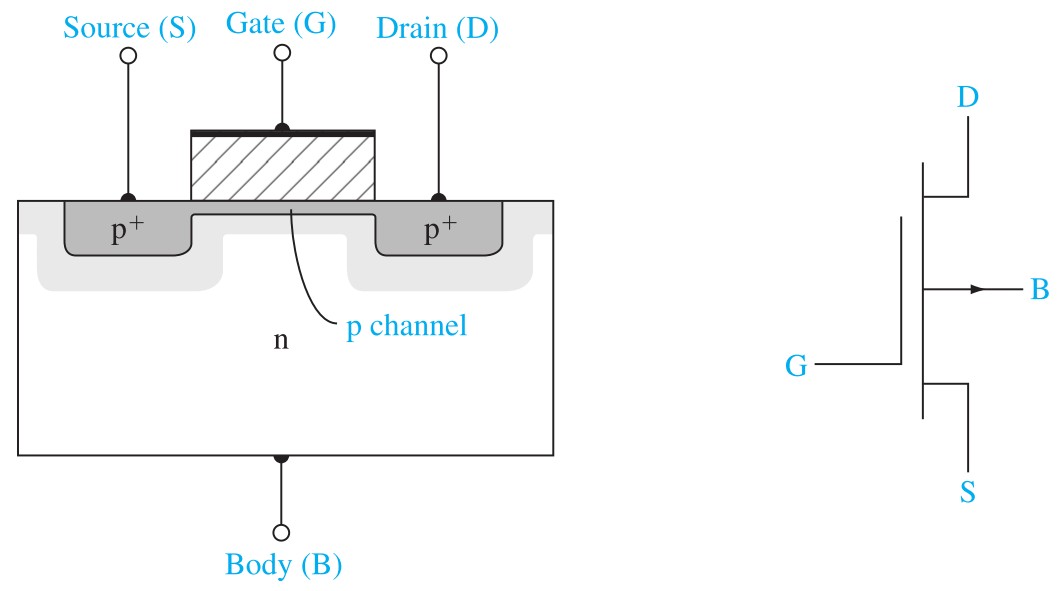 Source (S)
Gate (G)
Drain (D)
p+
p+
p channel
n
Body (B)
D
B
G
S